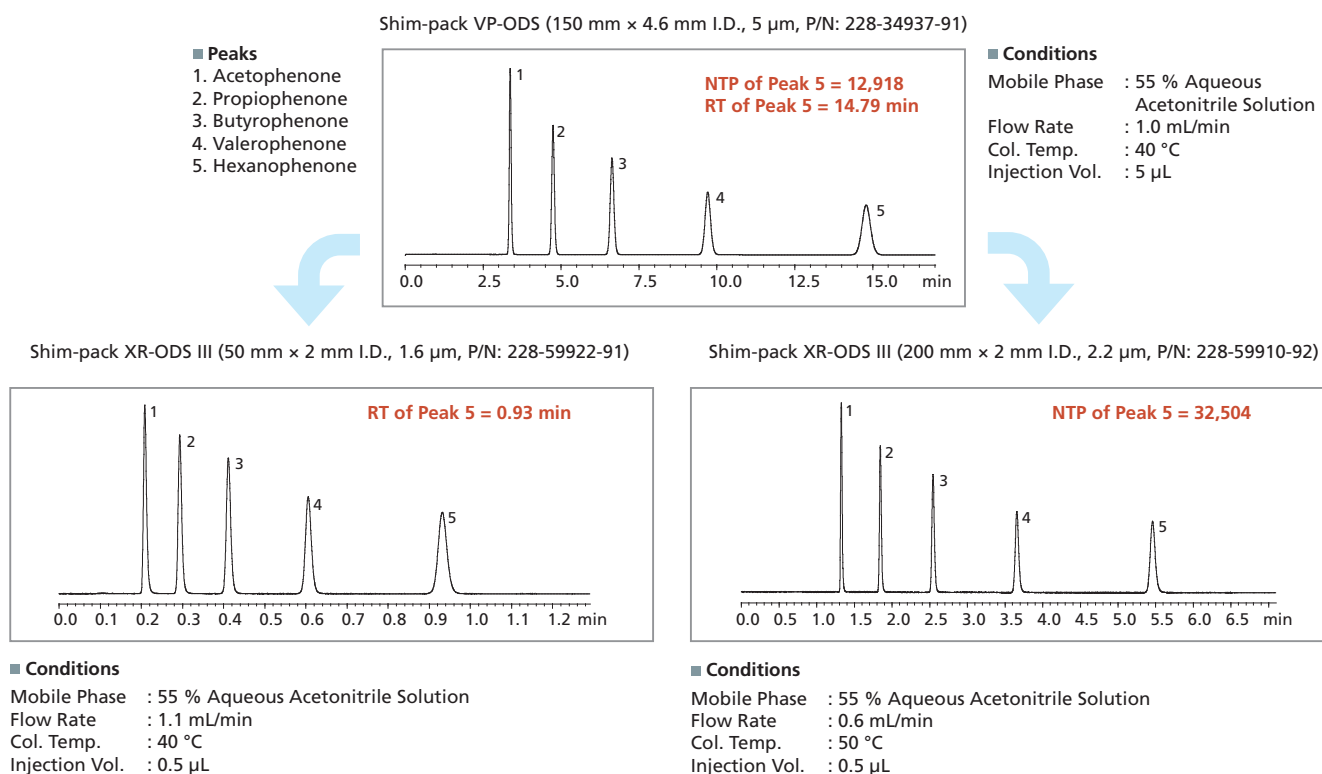 Shim-pack VP-ODS (150 mm × 4.6 mm I.D., 5 μm, P/N: 228-34937-91)
■ Peaks
1. Acetophenone
2. Propiophenone
3. Butyrophenone
4. Valerophenone
5. Hexanophenone
NTP of Peak 5 = 12,918
RT of Peak 5 = 14.79 min
1
2
3
4
5
0.0 2.5 5.0 7.5 10.0 12.5 15.0 min
■ Conditions
Mobile Phase : 55 % Aqueous
Acetonitrile Solution
Flow Rate : 1.0 mL/min
Col. Temp. : 40 °C
Injection Vol. : 5 μL
Shim-pack XR-ODS III (50 mm × 2 mm I.D., 1.6 μm, P/N: 228-59922-91)
RT of Peak 5 = 0.93 min
1
2
3
4
5
0.0 0.1 0.2 0.3 0.4 0.5 0.6 0.7 0.8 0.9 1.0 1.1 1.2 min
■ Conditions
Mobile Phase : 55 % Aqueous Acetonitrile Solution
Flow Rate : 1.1 mL/min
Col. Temp. : 40 °C
Injection Vol. : 0.5 μL
Shim-pack XR-ODS III (200 mm × 2 mm I.D., 2.2 μm, P/N: 228-59910-92)
NTP of Peak 5 = 32,504
1
2
3
4
5
0.0 0.5 1.0 1.5 2.0 2.5 3.0 3.5 4.0 4.5 5.0 5.5 6.0 6.5 min
■ Conditions
Mobile Phase : 55 % Aqueous Acetonitrile Solution
Flow Rate : 0.6 mL/min
Col. Temp. : 50 °C
Injection Vol. : 0.5 μL